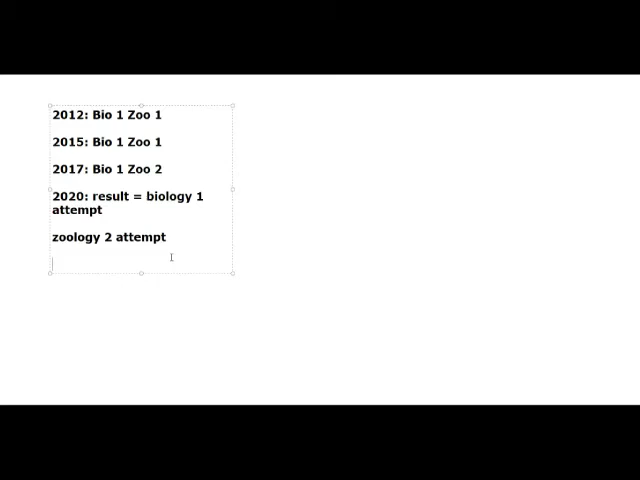 2012: Bio 1 Zoo 1
2015: Bio 1 Zoo 1
2017: Bio 1 Zoo 2
2020: result = biology 1
attempt
zoology 2 attempt